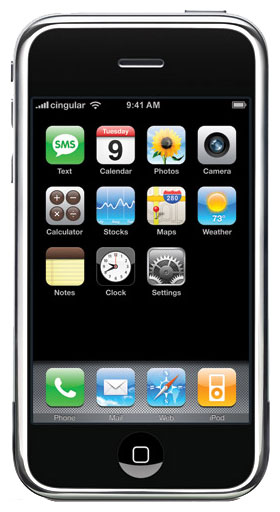 cingular 9:41 AM
SMS Tuesday 9 280 73°
Text Calendar Photos Camera
Calculator Stocks Maps Weather
Notes Clock Settings
Phone Mail Web iPod